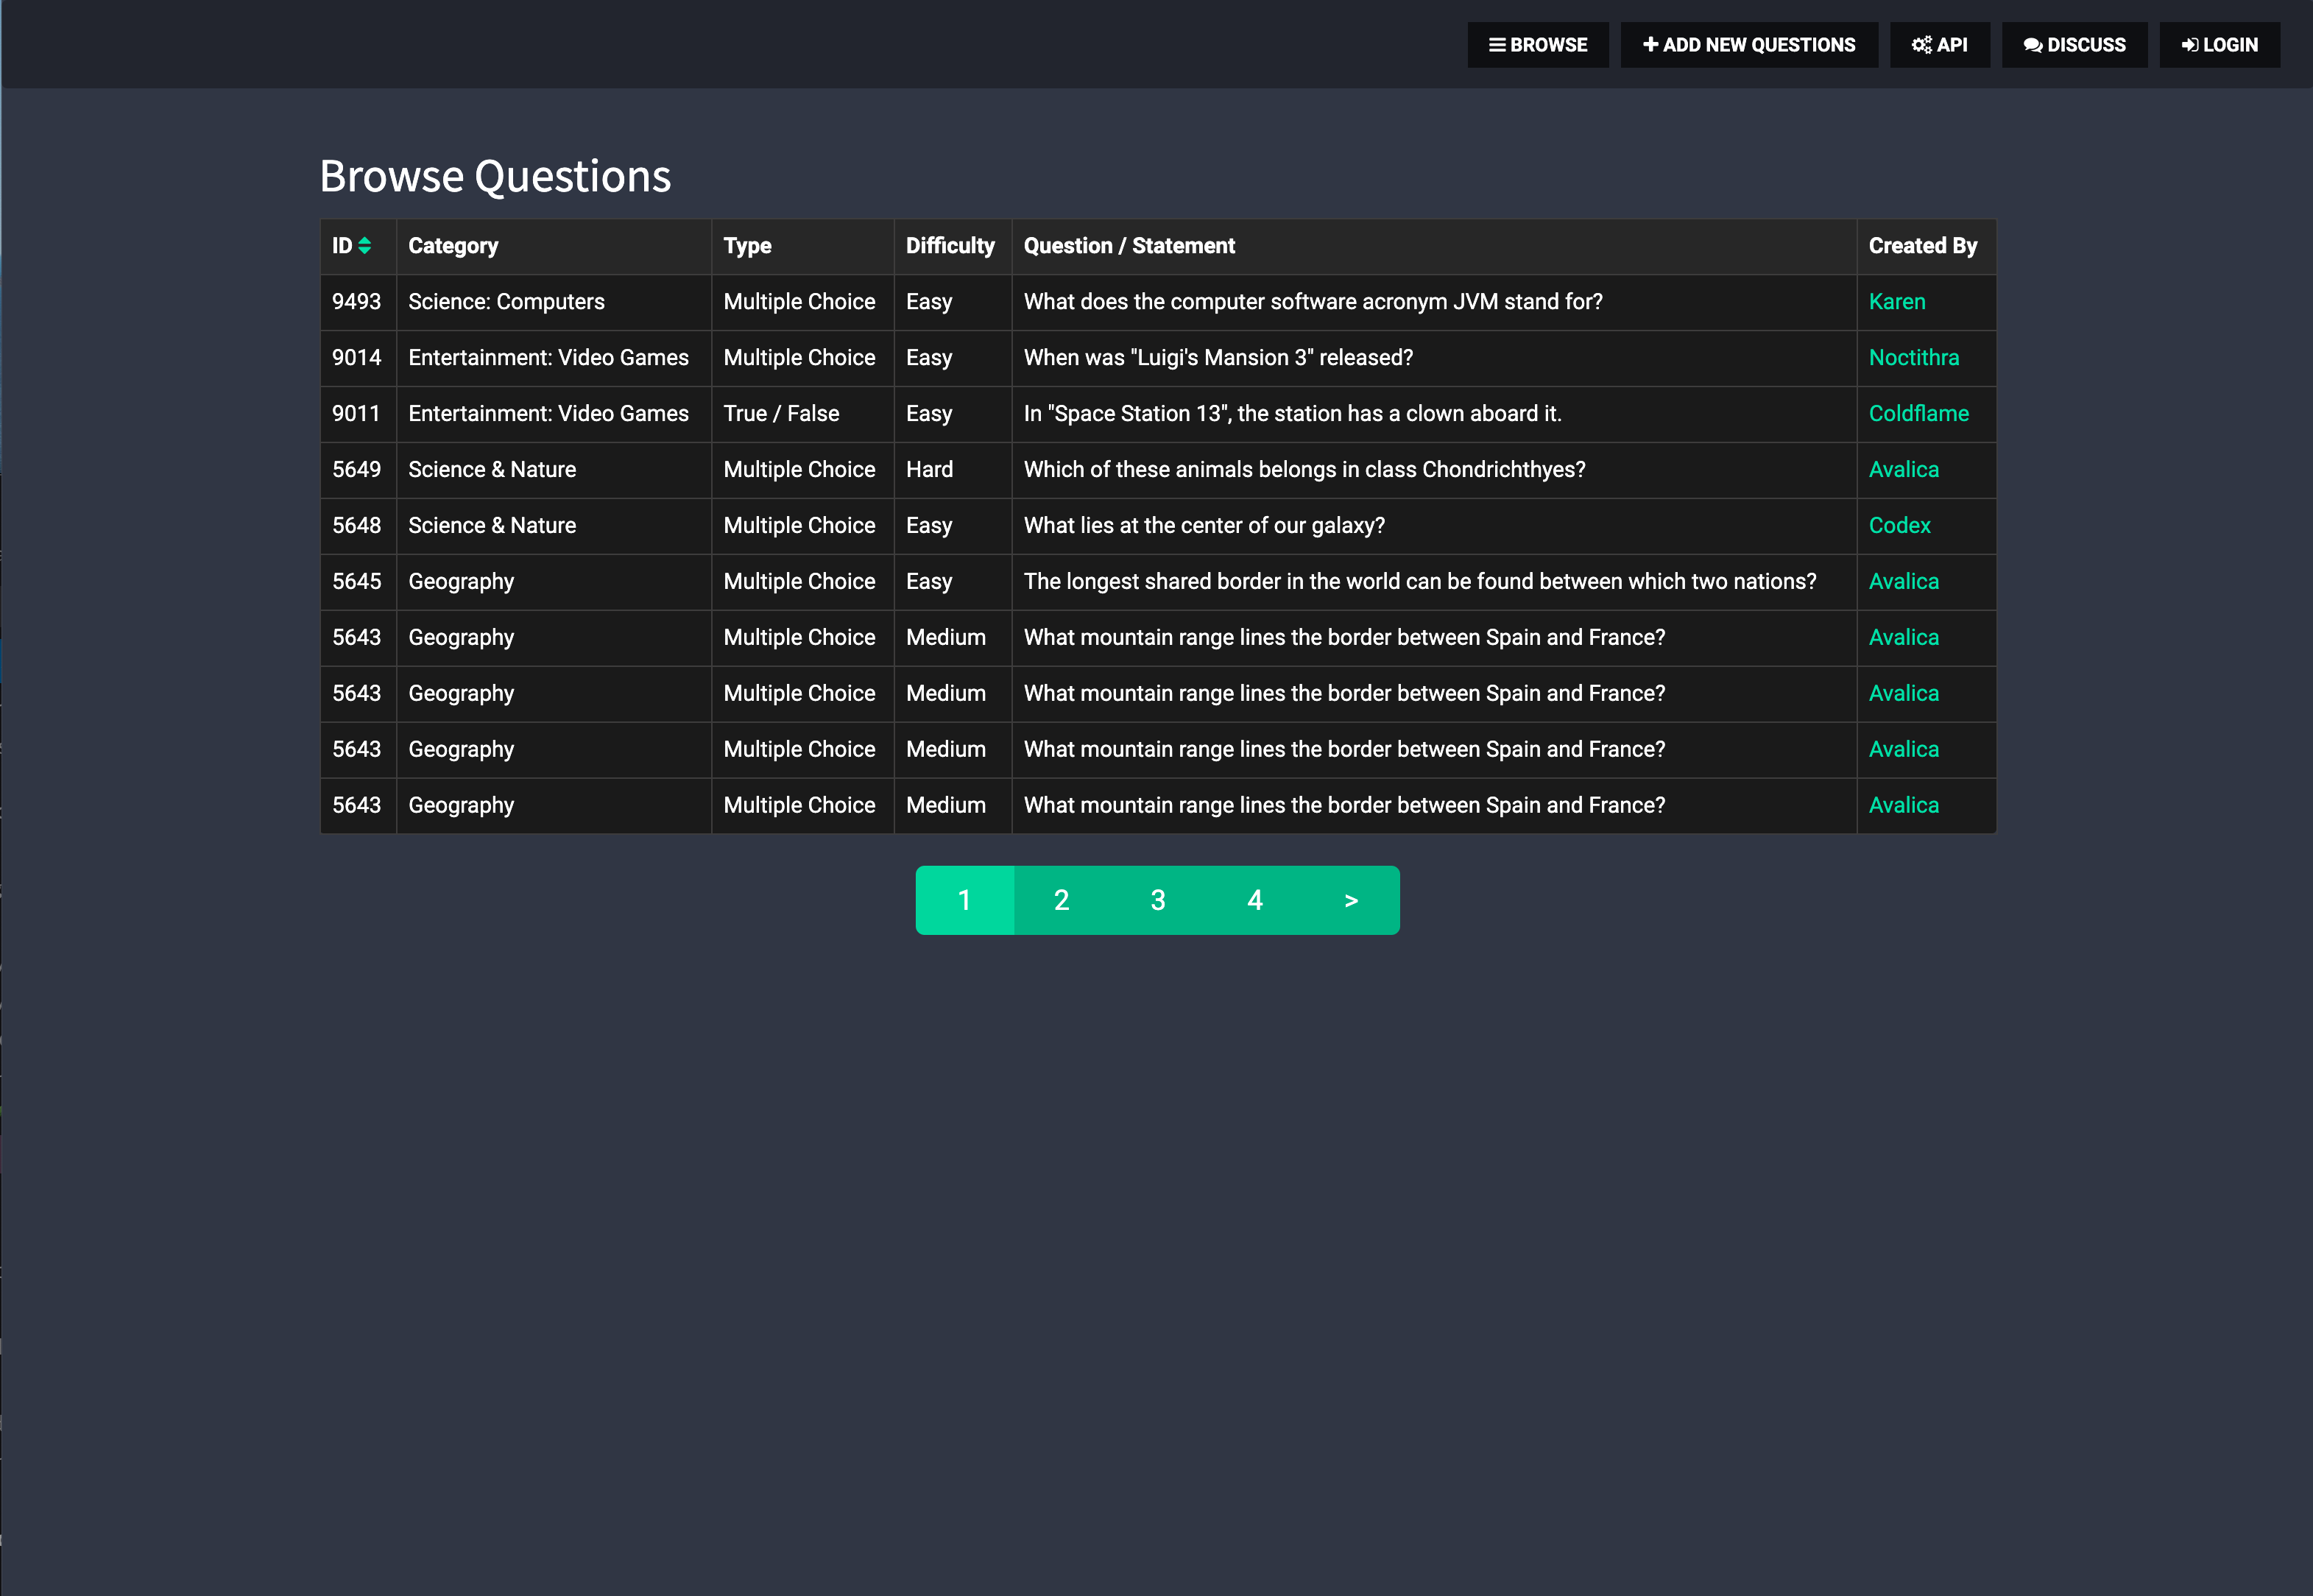 BROWSE ADD NEW QUESTIONS API DISCUSS LOGIN
Browse Questions
ID Category Type Difficulty Question / Statement Created By
9493 Science: Computers Multiple Choice Easy What does the computer software acronym JVM stand for? Karen
9014 Entertainment: Video Games Multiple Choice Easy When was "Luigi's Mansion 3" released? Noctithra
9011 Entertainment: Video Games True / False Easy In "Space Station 13", the station has a clown aboard it. Coldflame
5649 Science & Nature Multiple Choice Hard Which of these animals belongs in class Chondrichthyes? Avalica
5648 Science & Nature Multiple Choice Easy What lies at the center of our galaxy? Codex
5645 Geography Multiple Choice Easy The longest shared border in the world can be found between which two nations? Avalica
5643 Geography Multiple Choice Medium What mountain range lines the border between Spain and France? Avalica
5643 Geography Multiple Choice Medium What mountain range lines the border between Spain and France? Avalica
5643 Geography Multiple Choice Medium What mountain range lines the border between Spain and France? Avalica
5643 Geography Multiple Choice Medium What mountain range lines the border between Spain and France? Avalica
1 2 3 4 >